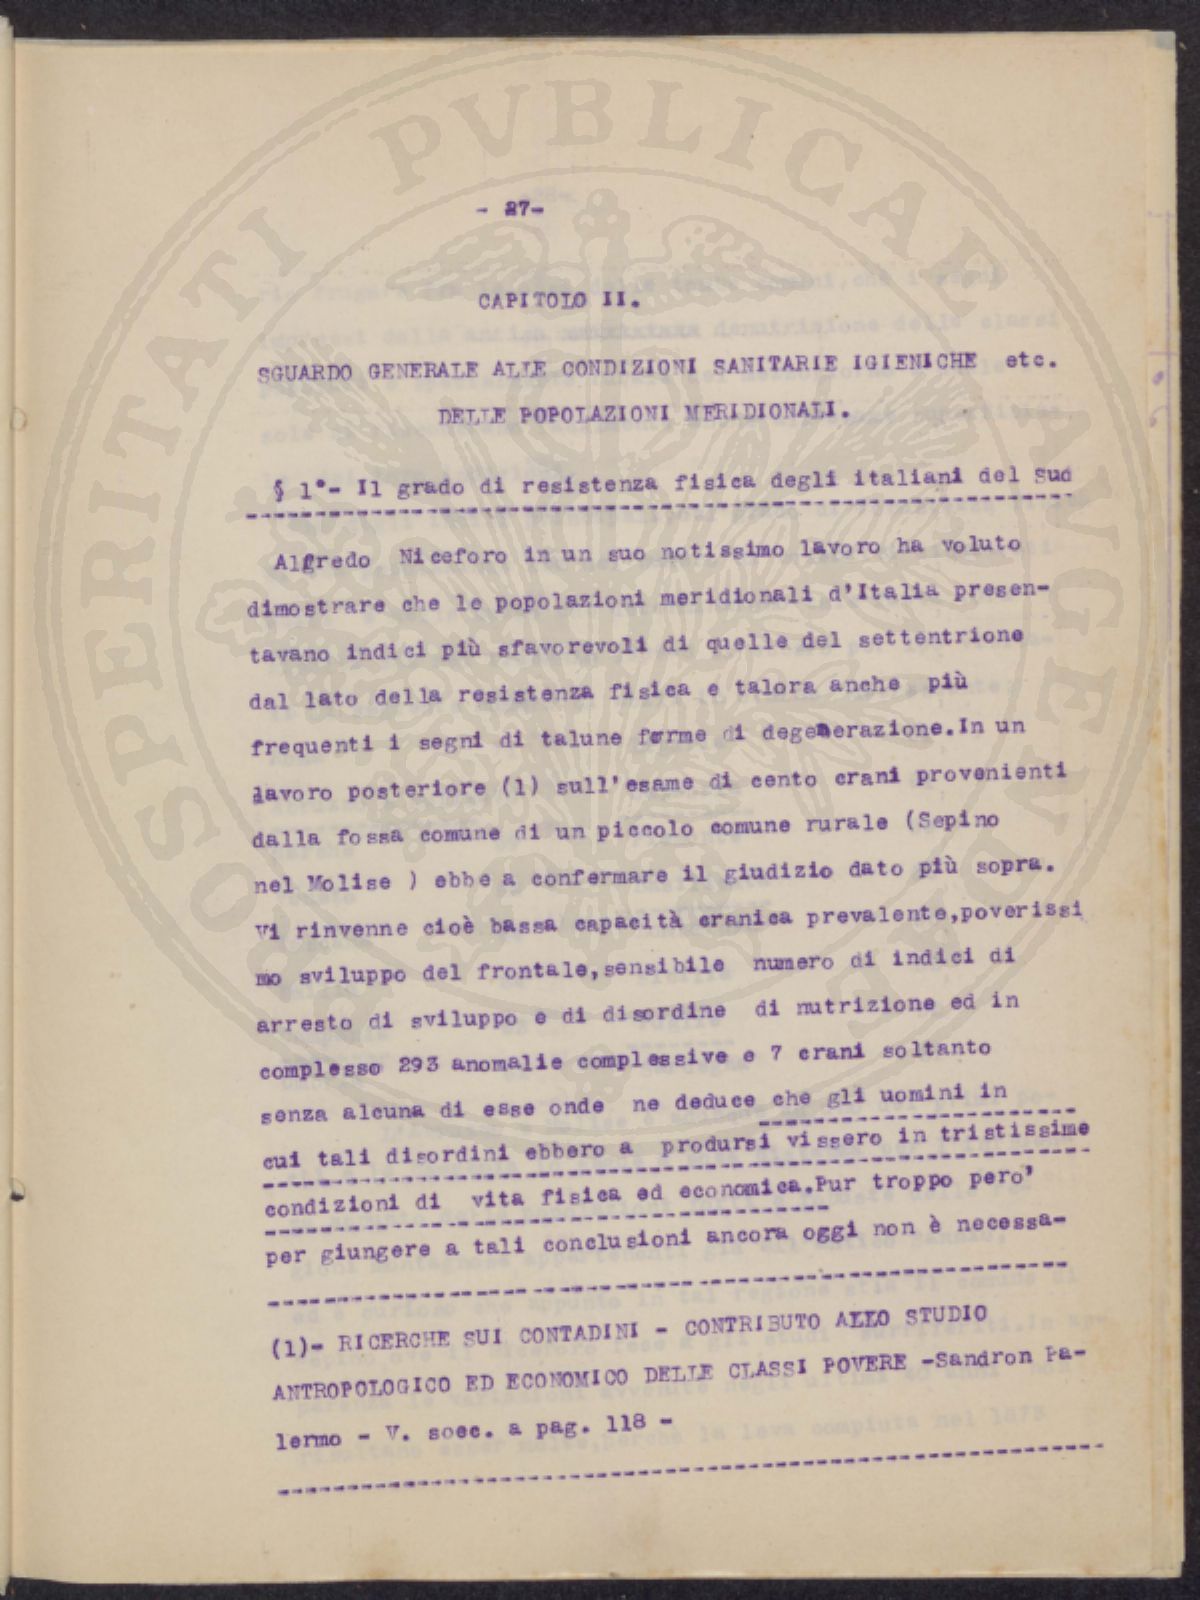 - 27-
CAPITOLO II.
SGUARDO GENERALE ALLE CONDIZIONI SANITARIE IGIENICHE etc.
DELLE POPOLAZIONI MERIDIONALI.
§ 1°- Il grado di resistenza fisica degli italiani del Sud
Alfredo Niceforo in un suo notissimo lavoro ha voluto
dimostrare che le popolazioni meridionali d'Italia presen-
tavano indici più sfavorevoli di quelle del settentrione
dal lato della resistenza fisica e talora anche più
frequenti i segni di talune forme di degenerazione.In un
lavoro posteriore (1) sull'esame di cento crani provenienti
dalla fossa comune di un piccolo comune rurale (Sepino
nel Molise ) ebbe a confermare il giudizio dato più sopra.
Vi rinvenne cioè bassa capacità cranica prevalente,poverissi
mo sviluppo del frontale,sensibile numero di indici di
arresto di sviluppo e di disordine di nutrizione ed in
complesso 293 anomalie complessive e 7 crani soltanto
senza alcuna di esse onde ne deduce che gli uomini in
cui tali disordini ebbero a prodursi vissero in tristissime
condizioni di vita fisica ed economica.Pur troppo pero'
per giungere a tali conclusioni ancora oggi non è necessa-
(1)- RICERCHE SUI CONTADINI - CONTRIBUTO ALLO STUDIO
ANTROPOLOGICO ED ECONOMICO DELLE CLASSI POVERE -Sandron Pa-
lermo - V. soec. a pag. 118 -
PROSPERITATI PVBLICAE AVGENDAE